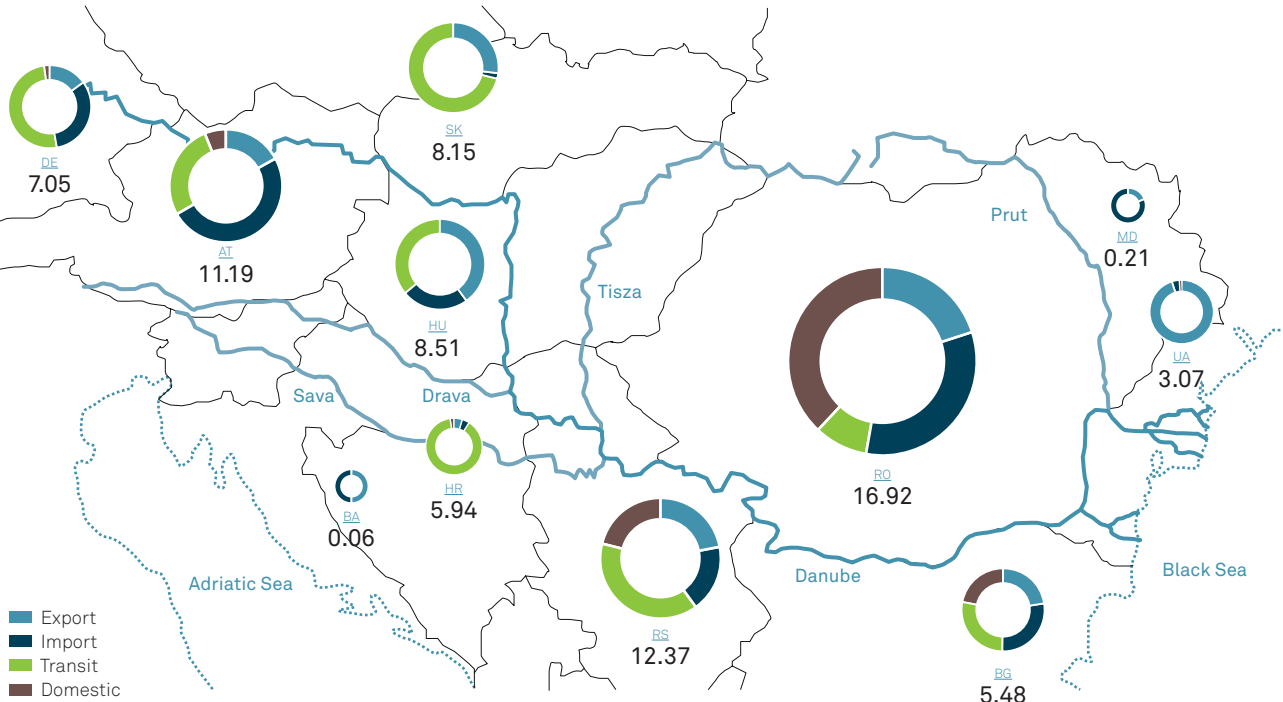 SK
8.15
DE
7.05
AT
11.19
HU
8.51
Tisza
Prut
MD
0.21
UA
3.07
Sava
Drava
HR
5.94
BA
0.06
RO
16.92
Adriatic Sea
Danube
Black Sea
RS
12.37
BG
5.48
Export
Import
Transit
Domestic